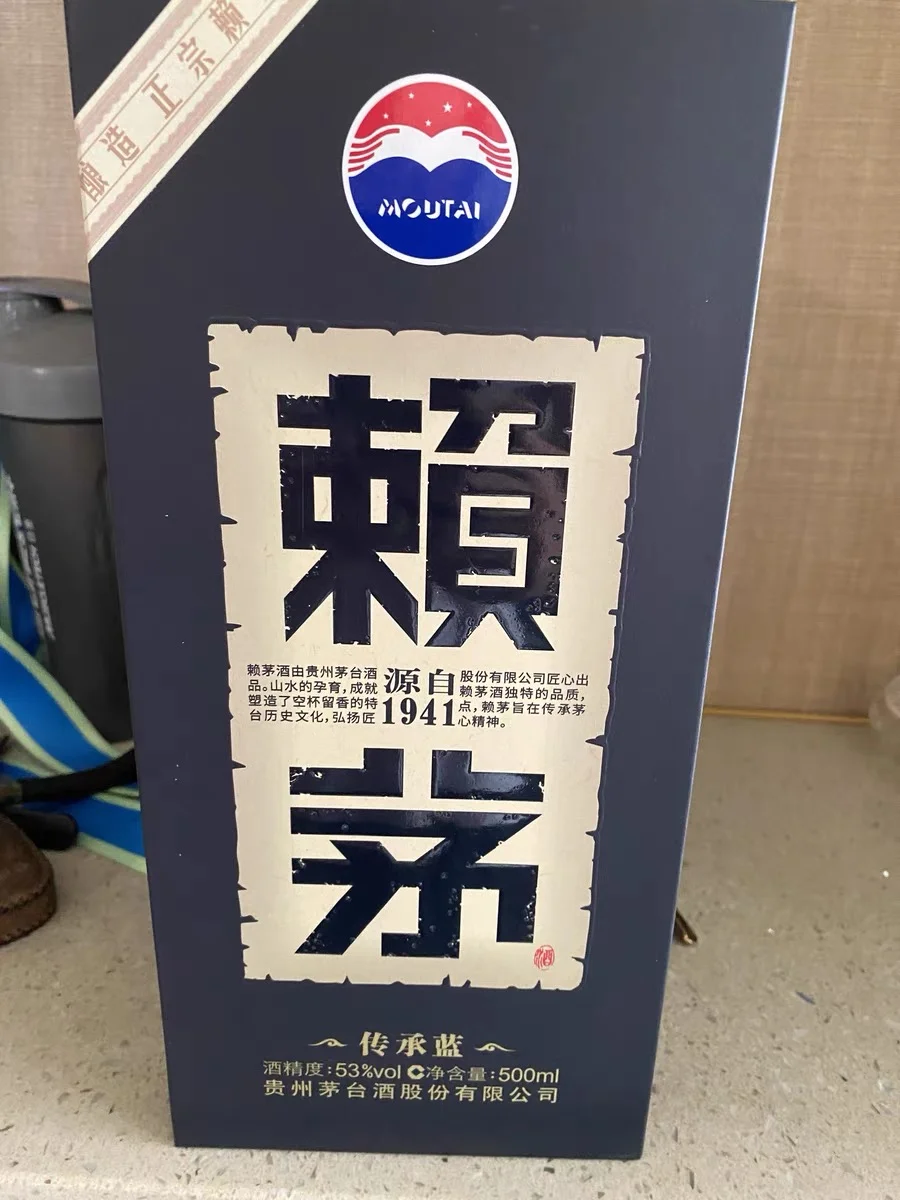 酿造 正宗 赖
MOUTAI
賴
赖茅酒由贵州茅台酒 股份有限公司匠心出
品。山水的孕育，成就 赖茅酒独特的品质，
塑造了空杯留香的特 点，赖茅旨在传承茅
台历史文化，弘扬匠 心精神。
源自
1941
茅
传承蓝
酒精度：53%vol 净含量：500ml
贵州茅台酒股份有限公司